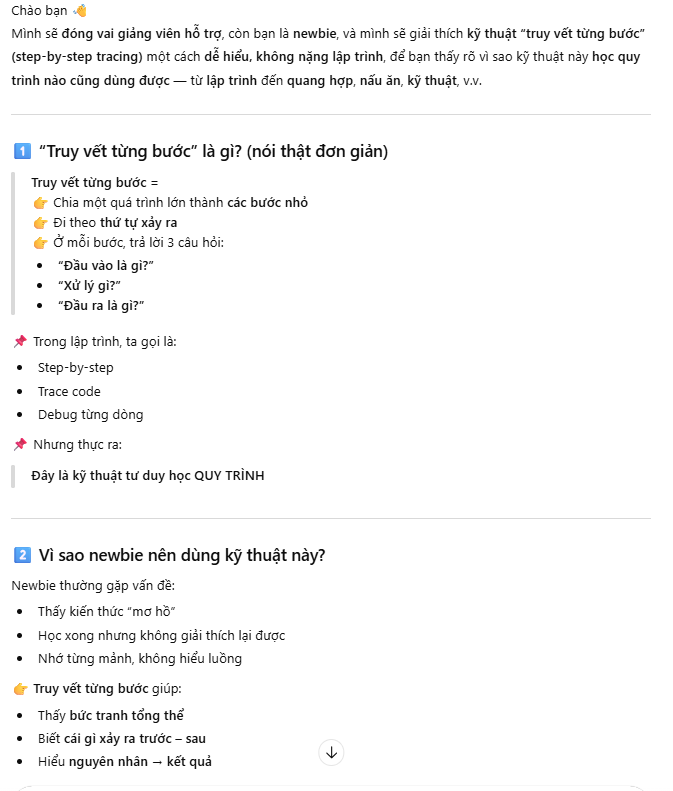 Chào bạn 👋
Mình sẽ đóng vai giảng viên hỗ trợ, còn bạn là newbie, và mình sẽ giải thích kỹ thuật “truy vết từng bước”
(step-by-step tracing) một cách dễ hiểu, không nặng lập trình, để bạn thấy rõ vì sao kỹ thuật này học quy
trình nào cũng dùng được — từ lập trình đến quang hợp, nấu ăn, kỹ thuật, v.v.
1️⃣ “Truy vết từng bước” là gì? (nói thật đơn giản)
Truy vết từng bước =
👉 Chia một quá trình lớn thành các bước nhỏ
👉 Đi theo thứ tự xảy ra
👉 Ở mỗi bước, trả lời 3 câu hỏi:
• “Đầu vào là gì?”
• “Xử lý gì?”
• “Đầu ra là gì?”
📌 Trong lập trình, ta gọi là:
• Step-by-step
• Trace code
• Debug từng dòng
📌 Nhưng thực ra:
Đây là kỹ thuật tư duy học QUY TRÌNH
2️⃣ Vì sao newbie nên dùng kỹ thuật này?
Newbie thường gặp vấn đề:
• Thấy kiến thức “mơ hồ”
• Học xong nhưng không giải thích lại được
• Nhớ từng mảnh, không hiểu luồng
👉 Truy vết từng bước giúp:
• Thấy bức tranh tổng thể
• Biết cái gì xảy ra trước – sau
• Hiểu nguyên nhân → kết quả